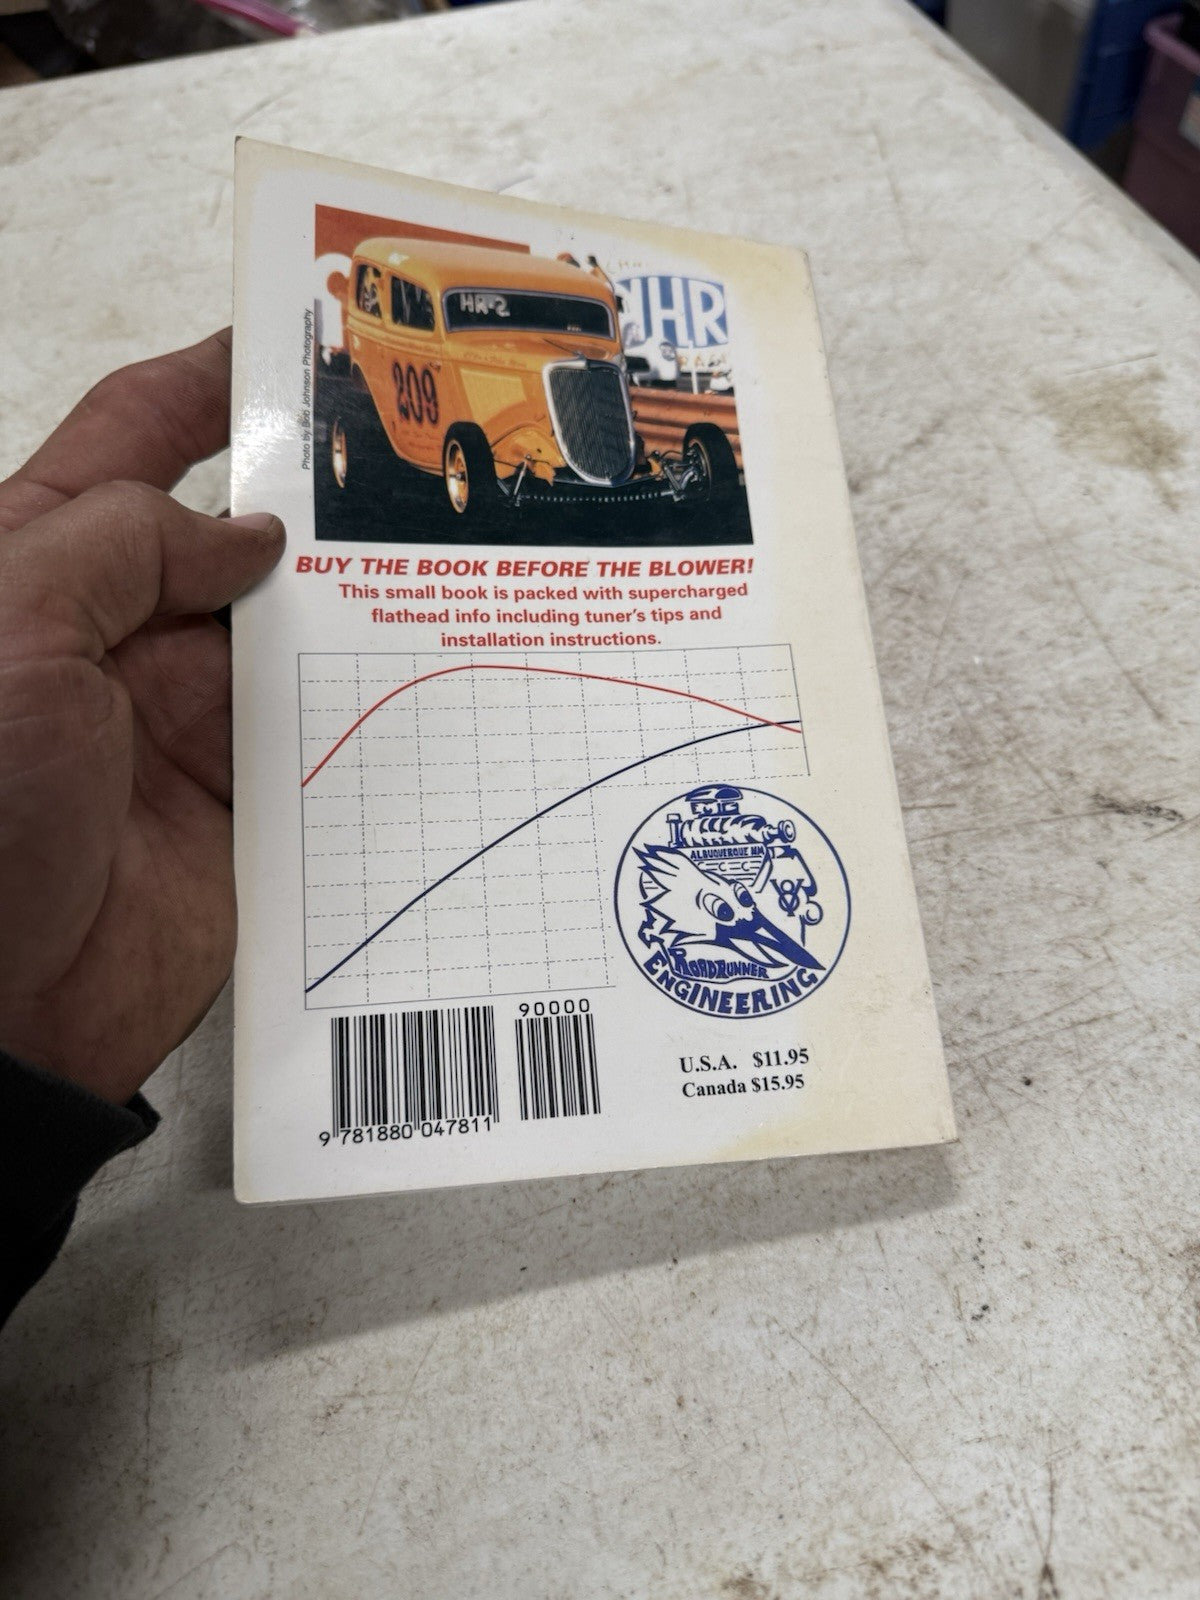 HR-2
NHR
209
Photo by Bob Johnson Photography
BUY THE BOOK BEFORE THE BLOWER!
This small book is packed with supercharged
flathead info including tuner's tips and
installation instructions.
ALBUQUERQUE NM
V8
ROADRUNNER
ENGINEERING
90000
9 781880 047811
U.S.A. $11.95
Canada $15.95